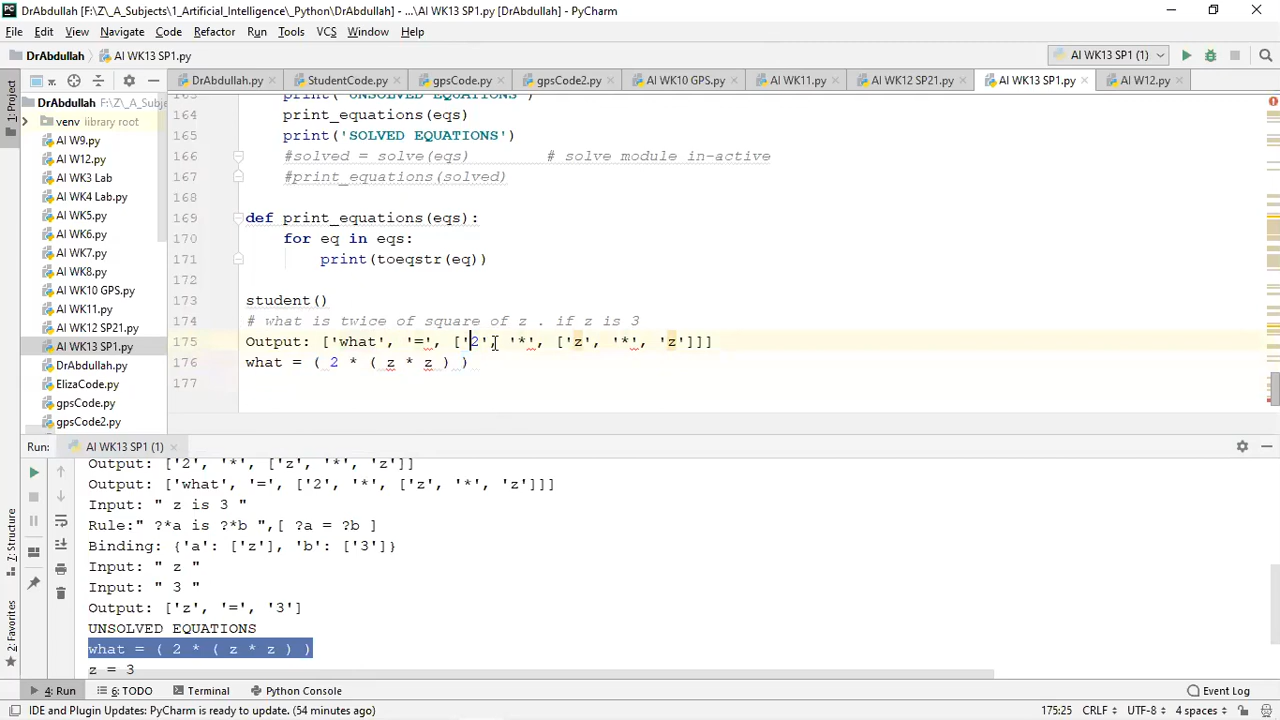 DrAbdullah [F:\Z\_A_Subjects\1_Artificial_Intelligence\_Python\DrAbdullah] - ...\AI WK13 SP1.py [DrAbdullah] - PyCharm
File Edit View Navigate Code Refactor Run Tools VCS Window Help
DrAbdullah AI WK13 SP1.py AI WK13 SP1 (1)
DrAbdullah.py StudentCode.py gpsCode.py gpsCode2.py AI WK10 GPS.py AI WK11.py AI WK12 SP21.py AI WK13 SP1.py AI W12.py
1: Project
DrAbdullah F:\Z\_A_Subje
venv library root
AI W9.py
AI W12.py
AI WK3 Lab
AI WK4 Lab.py
AI WK5.py
AI WK6.py
AI WK7.py
AI WK8.py
AI WK10 GPS.py
AI WK11.py
AI WK12 SP21.py
AI WK13 SP1.py
DrAbdullah.py
ElizaCode.py
gpsCode.py
gpsCode2.py
163 print('UNSOLVED EQUATIONS')
164 print_equations(eqs)
165 print('SOLVED EQUATIONS')
166 #solved = solve(eqs) # solve module in-active
167 #print_equations(solved)
168
169 def print_equations(eqs):
170 for eq in eqs:
171 print(toeqstr(eq))
172
173 student()
174 # what is twice of square of z . if z is 3
175 Output: ['what', '=', ['2', '*', ['z', '*', 'z']]]
176 what = ( 2 * ( z * z ) )
177
Run: AI WK13 SP1 (1)
Output: ['2', '*', ['z', '*', 'z']]
Output: ['what', '=', ['2', '*', ['z', '*', 'z']]]
Input: " z is 3 "
Rule:" ?*a is ?*b ",[ ?a = ?b ]
Binding: {'a': ['z'], 'b': ['3']}
Input: " z "
Input: " 3 "
Output: ['z', '=', '3']
UNSOLVED EQUATIONS
what = ( 2 * ( z * z ) )
z = 3
7: Structure
2: Favorites
4: Run 6: TODO Terminal Python Console Event Log
IDE and Plugin Updates: PyCharm is ready to update. (54 minutes ago) 175:25 CRLF UTF-8 4 spaces